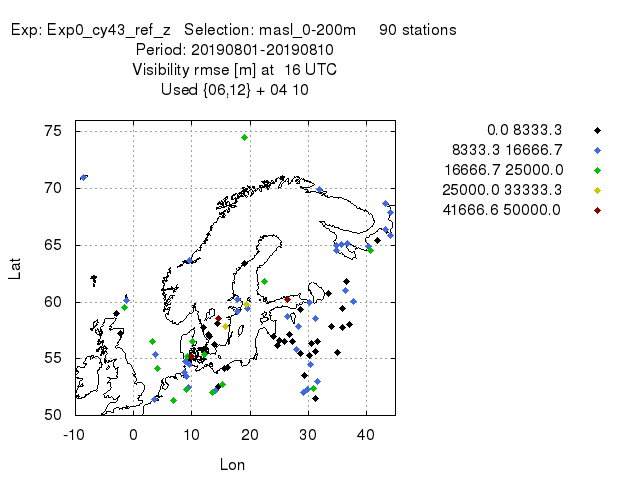 Exp: Exp0_cy43_ref_z Selection: masl_0-200m 90 stations
Period: 20190801-20190810
Visibility rmse [m] at 16 UTC
Used {06,12} + 04 10
0.0 8333.3
8333.3 16666.7
16666.7 25000.0
25000.0 33333.3
41666.6 50000.0
75
70
65
60
55
50
Lat
-10 0 10 20 30 40
Lon